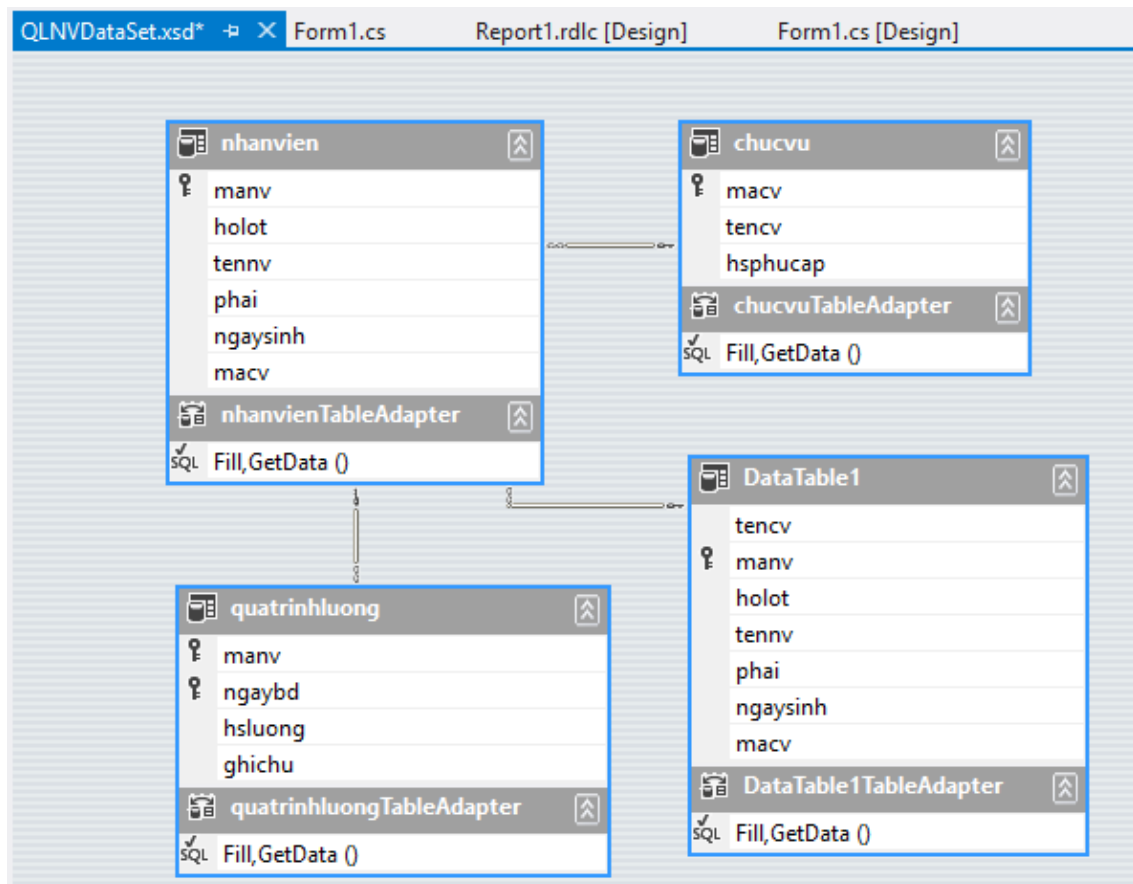 QLNVDataSet.xsd* Form1.cs Report1.rdlc [Design] Form1.cs [Design]
nhanvien
manv
holot
tennv
phai
ngaysinh
macv
nhanvienTableAdapter
SQL Fill,GetData ()
chucvu
macv
tencv
hsphucap
chucvuTableAdapter
SQL Fill,GetData ()
quatrinhluong
manv
ngaybd
hsluong
ghichu
quatrinhluongTableAdapter
SQL Fill,GetData ()
DataTable1
tencv
manv
holot
tennv
phai
ngaysinh
macv
DataTable1TableAdapter
SQL Fill,GetData ()